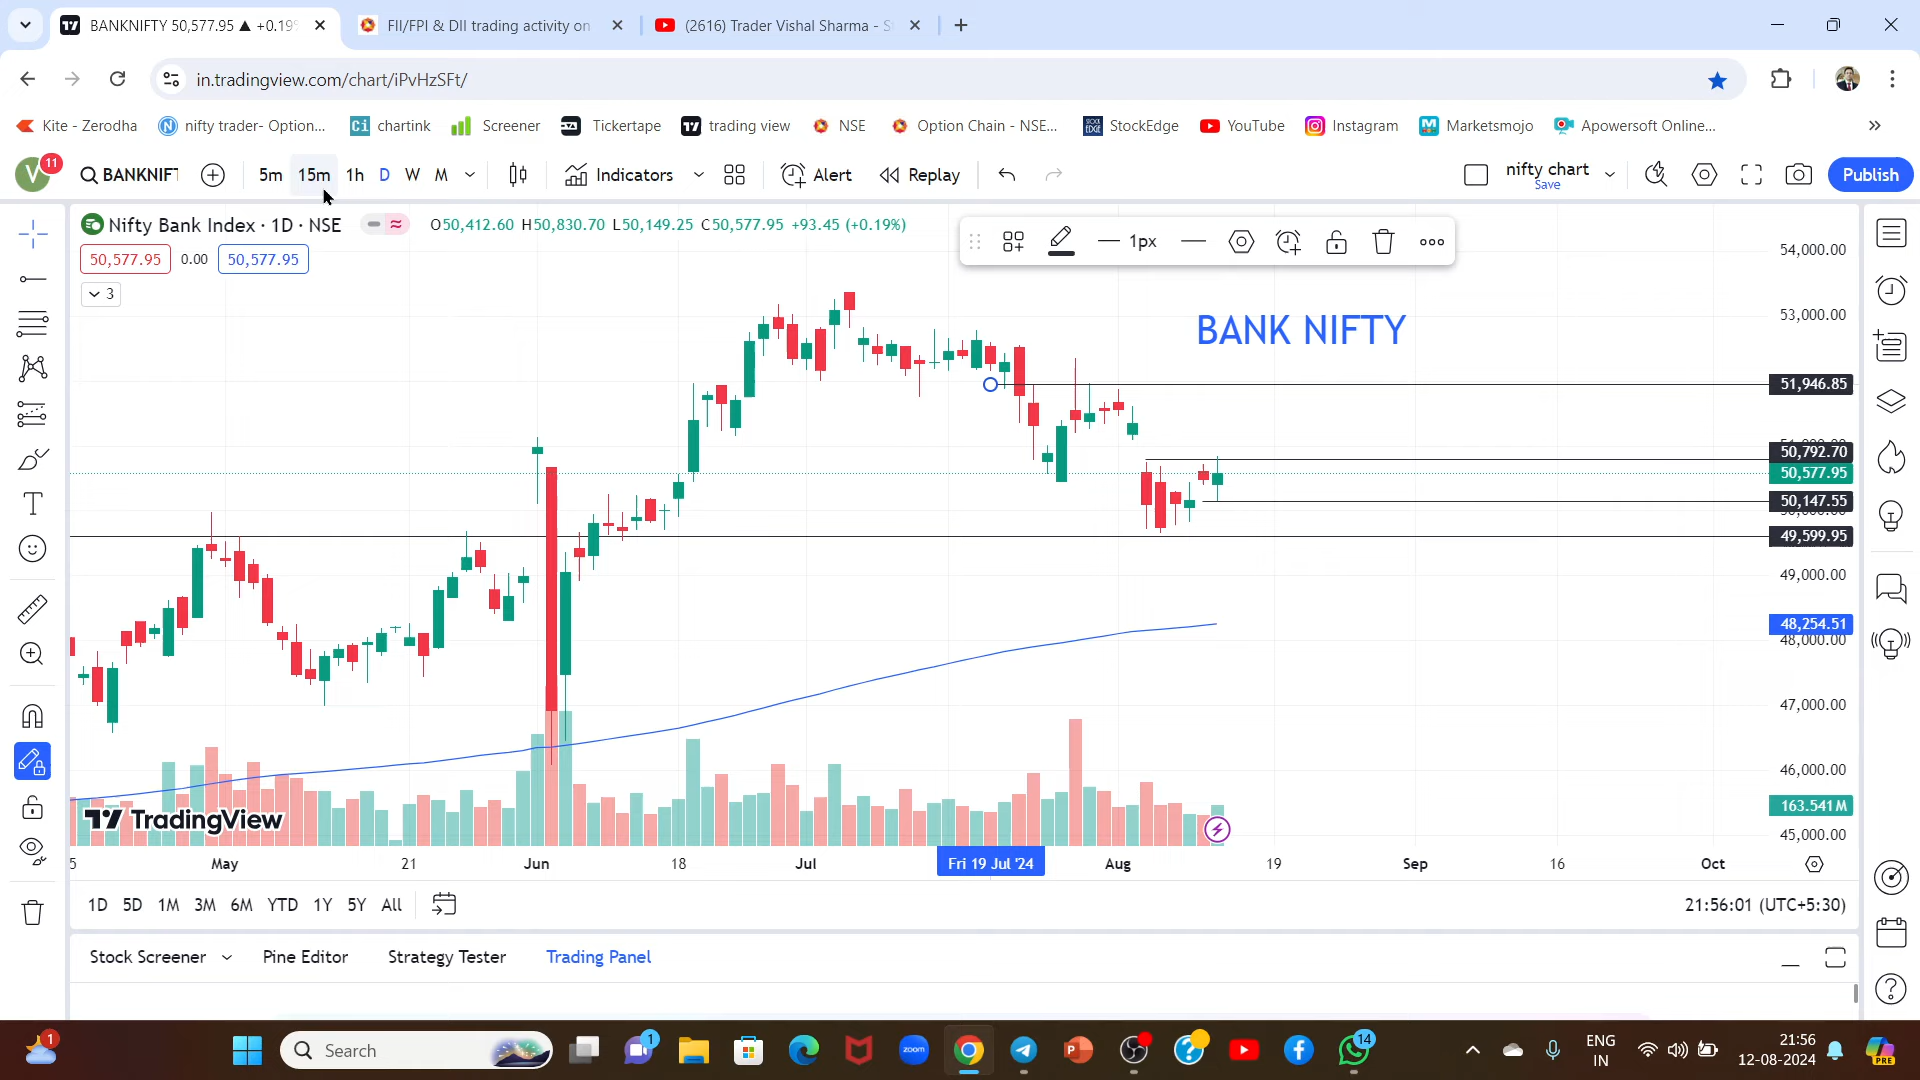 BANKNIFTY 50,577.95 ▲ +0.19%
FII/FPI & DII trading activity on
(2616) Trader Vishal Sharma - S
in.tradingview.com/chart/iPvHzSFt/
Kite - Zerodha
nifty trader- Option...
chartink
Screener
Tickertape
trading view
NSE
Option Chain - NSE...
StockEdge
YouTube
Instagram
Marketsmojo
Apowersoft Online...
V 11
BANKNIFT
5m 15m 1h D W M
Indicators
Alert
Replay
nifty chart
Save
Publish
Nifty Bank Index · 1D · NSE
O50,412.60 H50,830.70 L50,149.25 C50,577.95 +93.45 (+0.19%)
50,577.95 0.00 50,577.95
3
1px
BANK NIFTY
54,000.00
53,000.00
51,946.85
50,792.70
50,577.95
50,147.55
49,599.95
49,000.00
48,254.51
48,000.00
47,000.00
46,000.00
163.541M
45,000.00
TradingView
5 May 21 Jun 18 Jul Fri 19 Jul '24 Aug 19 Sep 16 Oct
1D 5D 1M 3M 6M YTD 1Y 5Y All
21:56:01 (UTC+5:30)
Stock Screener Pine Editor Strategy Tester Trading Panel
1
Search
1
zoom
14
ENG
IN
21:56
12-08-2024
PRE